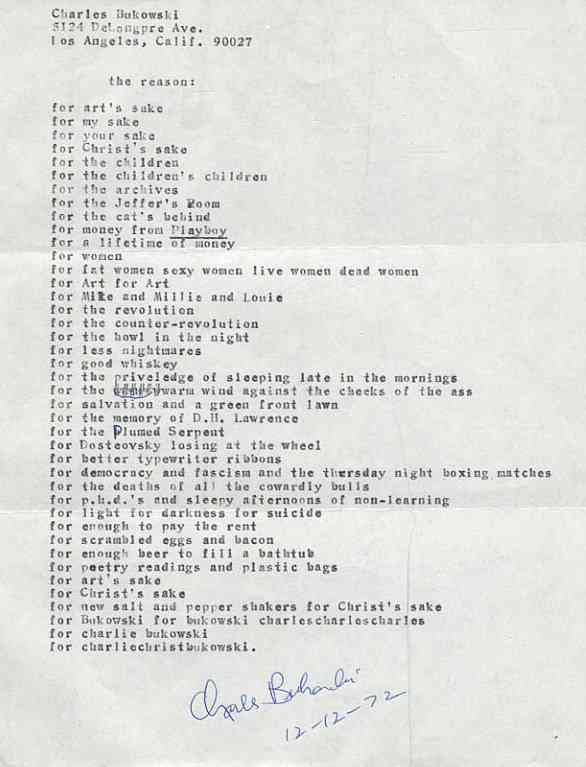 Charles Bukowski
5124 DeLongpre Ave.
Los Angeles, Calif. 90027
the reason:
for art's sake
for my sake
for your sake
for Christ's sake
for the children
for the children's children
for the archives
for the Jeffer's Room
for the cat's behind
for money from Playboy
for a lifetime of money
for women
for fat women sexy women live women dead women
for Art for Art
for Mike and Millie and Louie
for the revolution
for the counter-revolution
for the howl in the night
for less nightmares
for good whiskey
for the priveledge of sleeping late in the mornings
for the warm wind against the cheeks of the ass
for salvation and a green front lawn
for the memory of D.H. Lawrence
for the Plumed Serpent
for Dosteovsky losing at the wheel
for better typewriter ribbons
for democracy and fascism and the thursday night boxing matches
for the deaths of all the cowardly bulls
for p.h.d.'s and sleepy afternoons of non-learning
for light for darkness for suicide
for enough to pay the rent
for scrambled eggs and bacon
for enough beer to fill a bathtub
for poetry readings and plastic bags
for art's sake
for Christ's sake
for new salt and pepper shakers for Christ's sake
for Bukowski for bukowski charlescharlescharles
for charlie bukowski
for charliechristbukowski.
Charles Bukowski
12-12-72